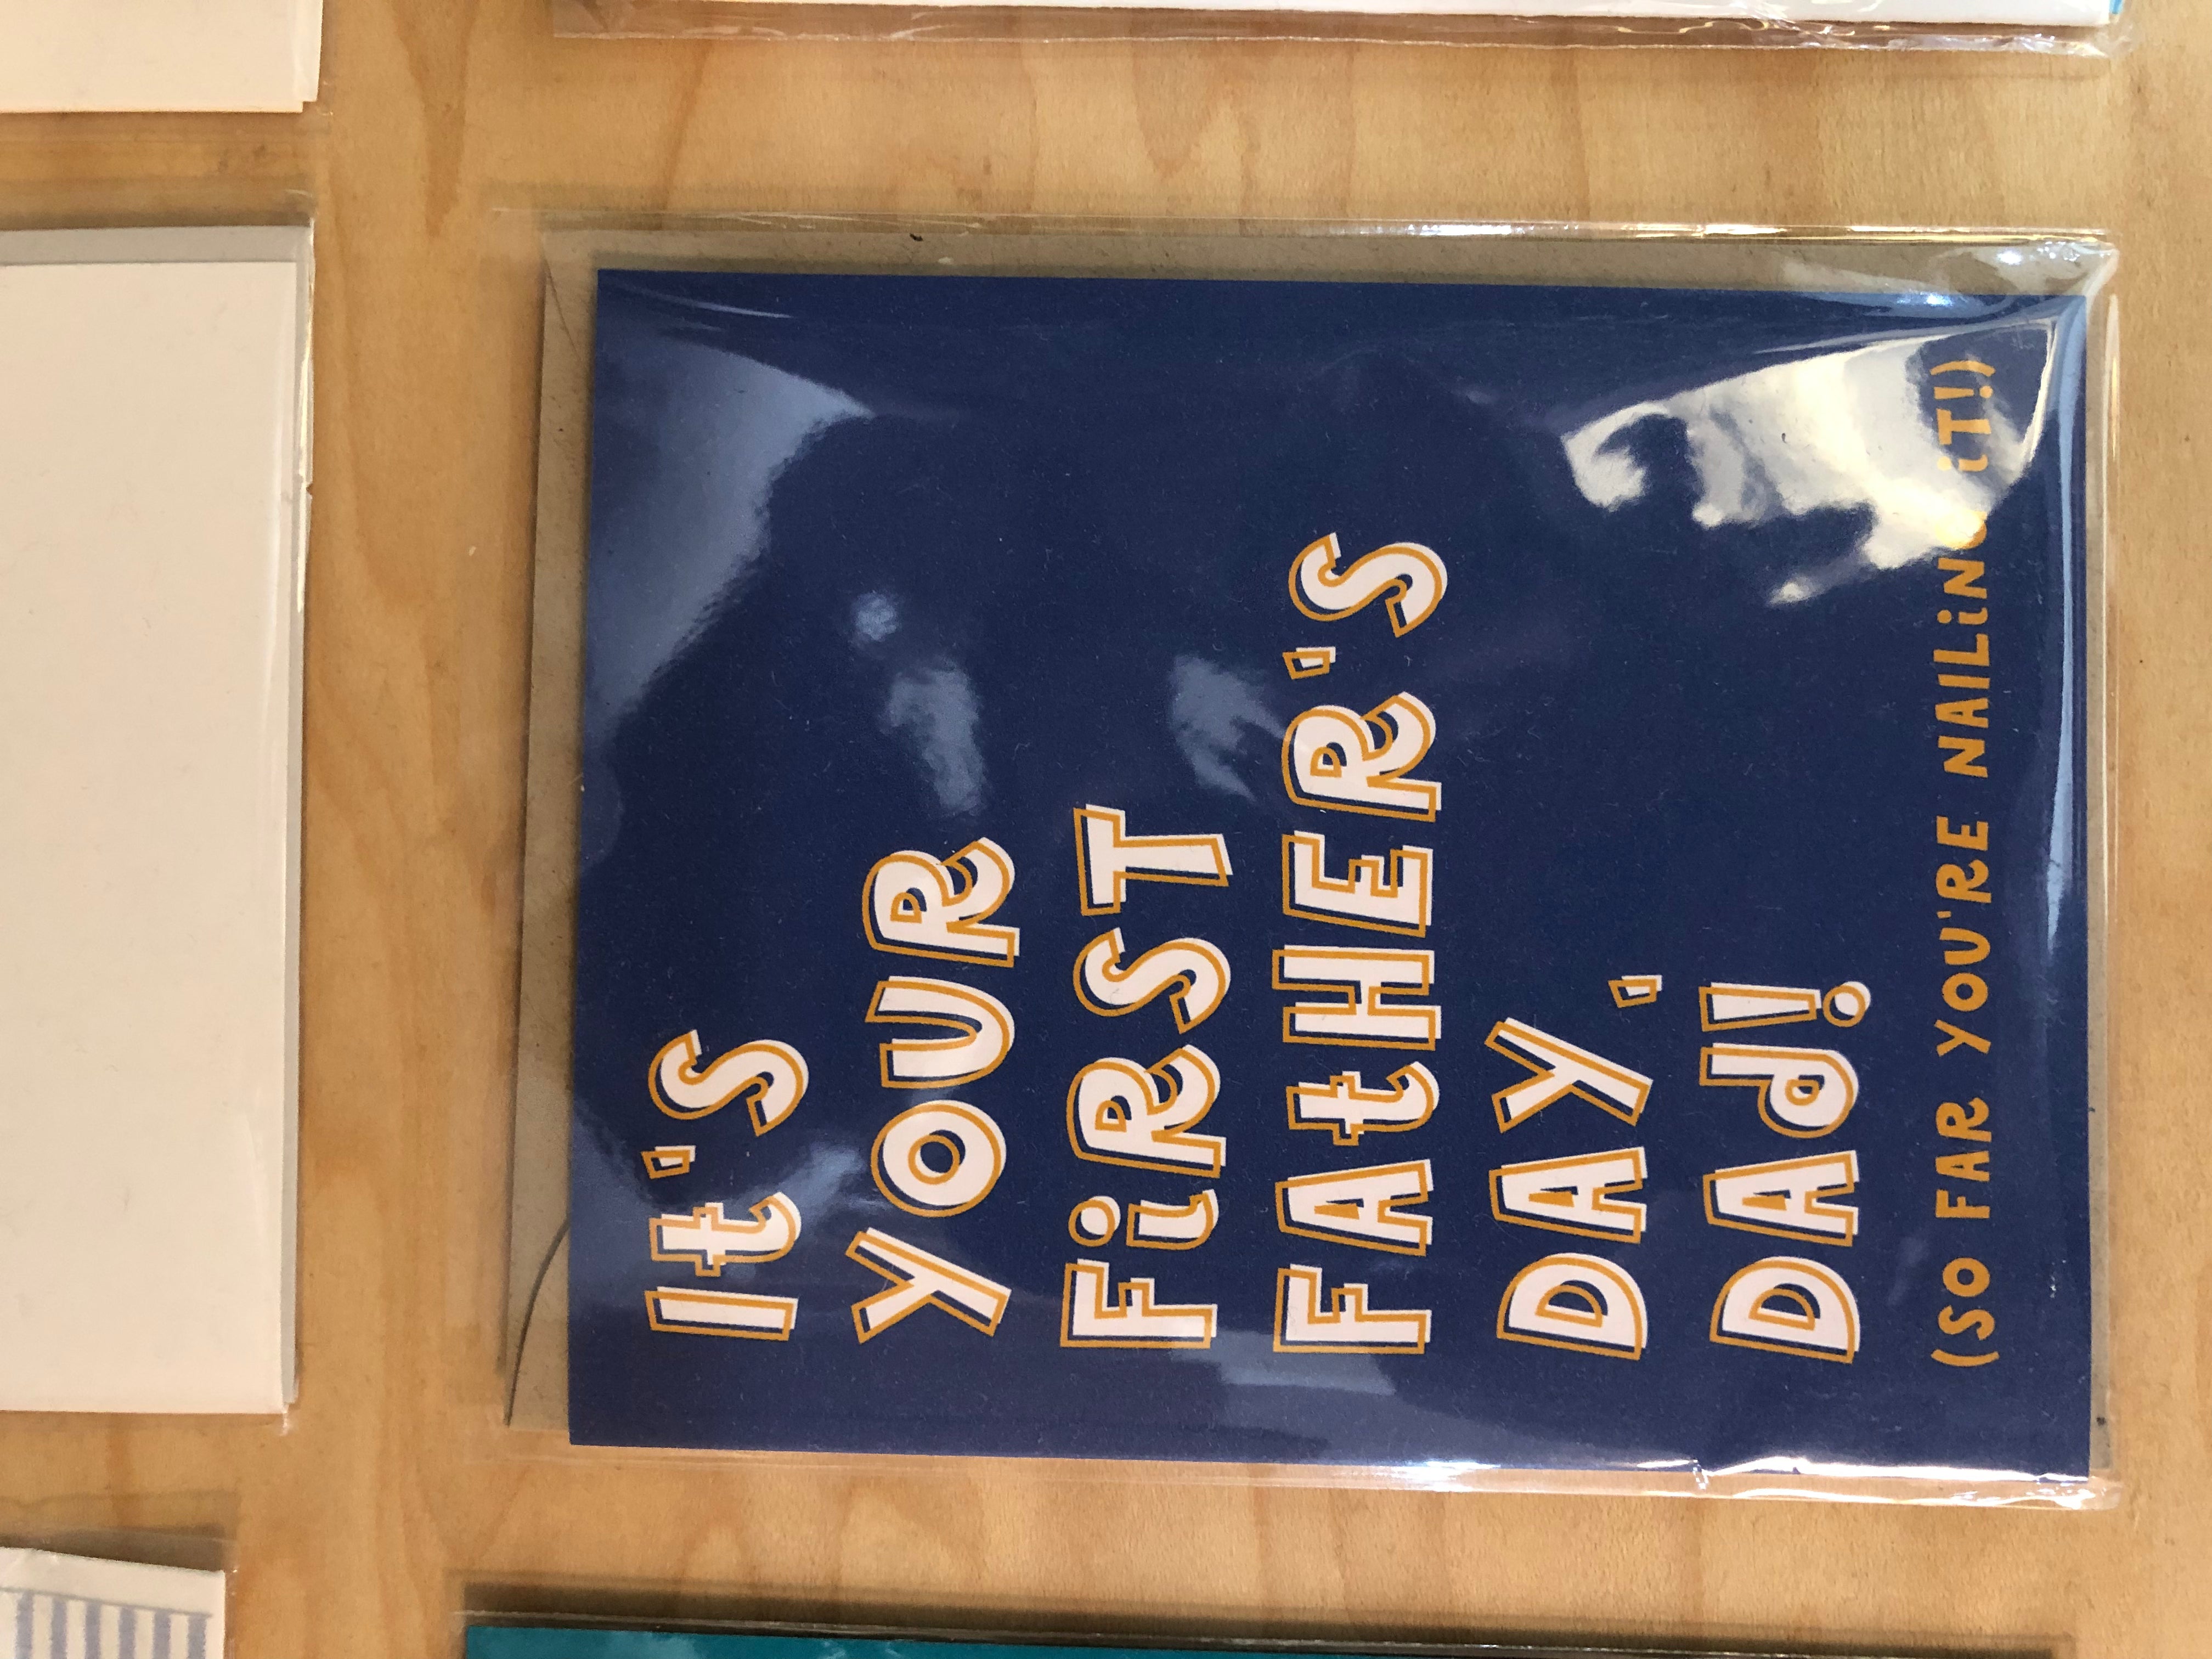 It'S
YOUR
FiRST
FAtHER'S
DAY,
DAd!
(SO FAR YOU'RE NAILiNG iT!)